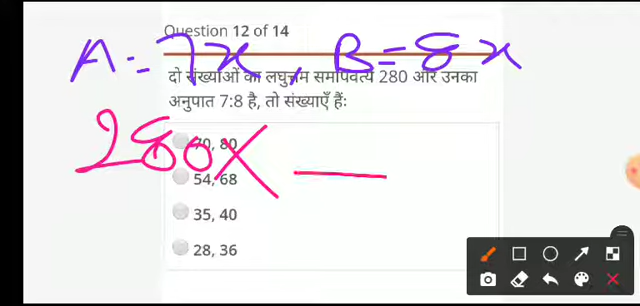 Question 12 of 14
A = 7x, B = 8x
दो संख्याओं का लघुत्तम समापवर्त्य 280 और उनका
अनुपात 7:8 है, तो संख्याएँ हैं:
280 X —
70, 80
54, 68
35, 40
28, 36